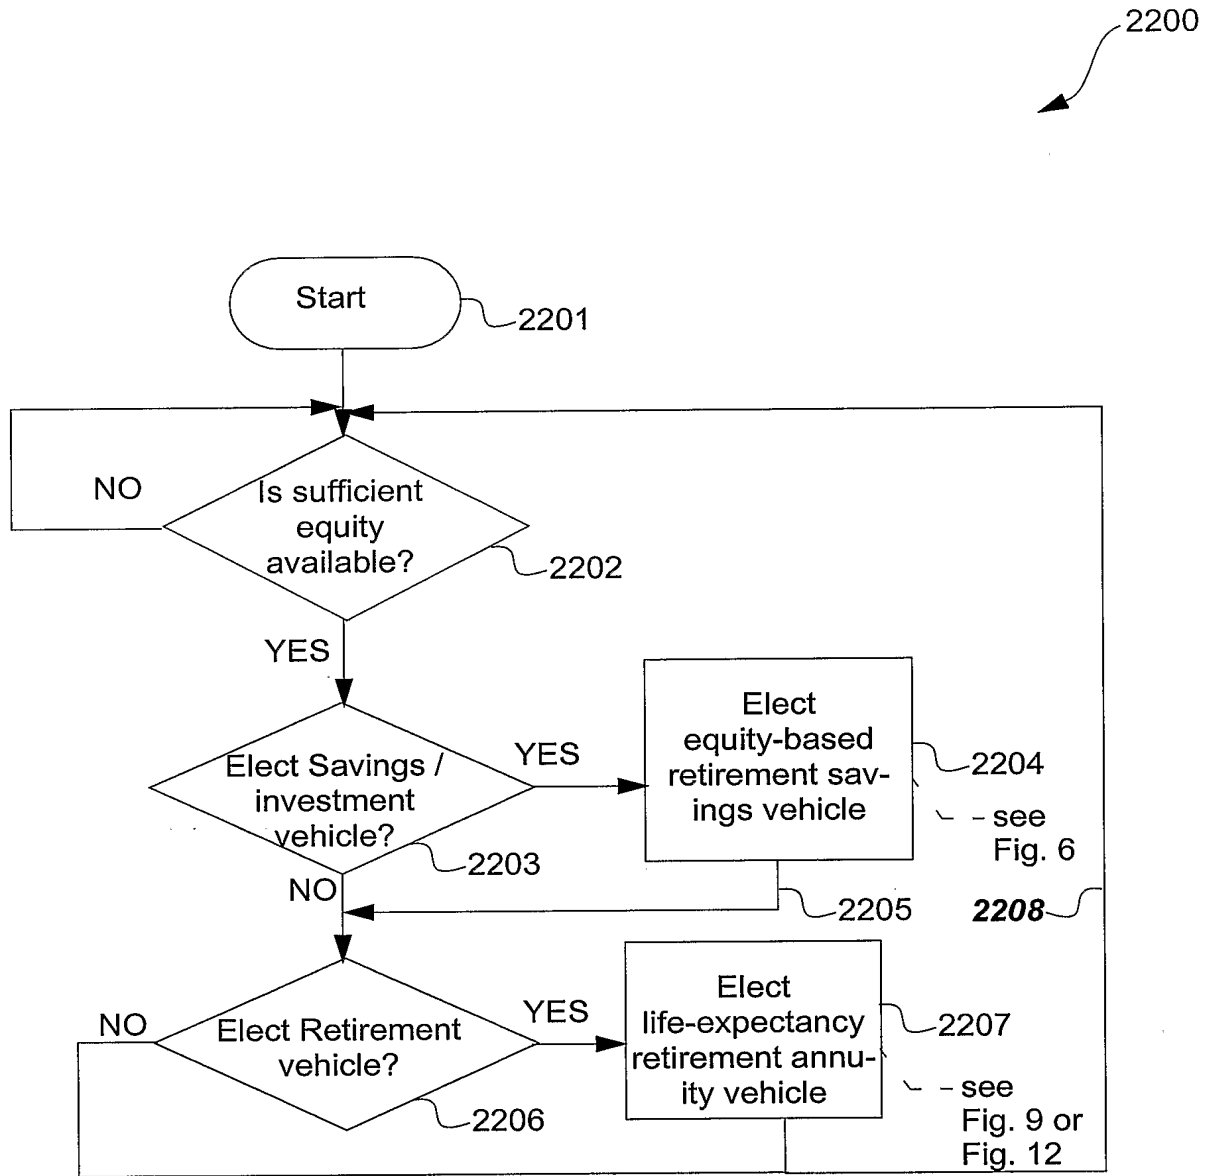 2200
Start
2201
NO
Is sufficient
equity
available?
2202
YES
Elect Savings /
investment
vehicle?
2203
YES
Elect
equity-based
retirement sav-
ings vehicle
2204
see
Fig. 6
NO
2205
2208
NO
Elect Retirement
vehicle?
2206
YES
Elect
life-expectancy
retirement annu-
ity vehicle
2207
see
Fig. 9 or
Fig. 12